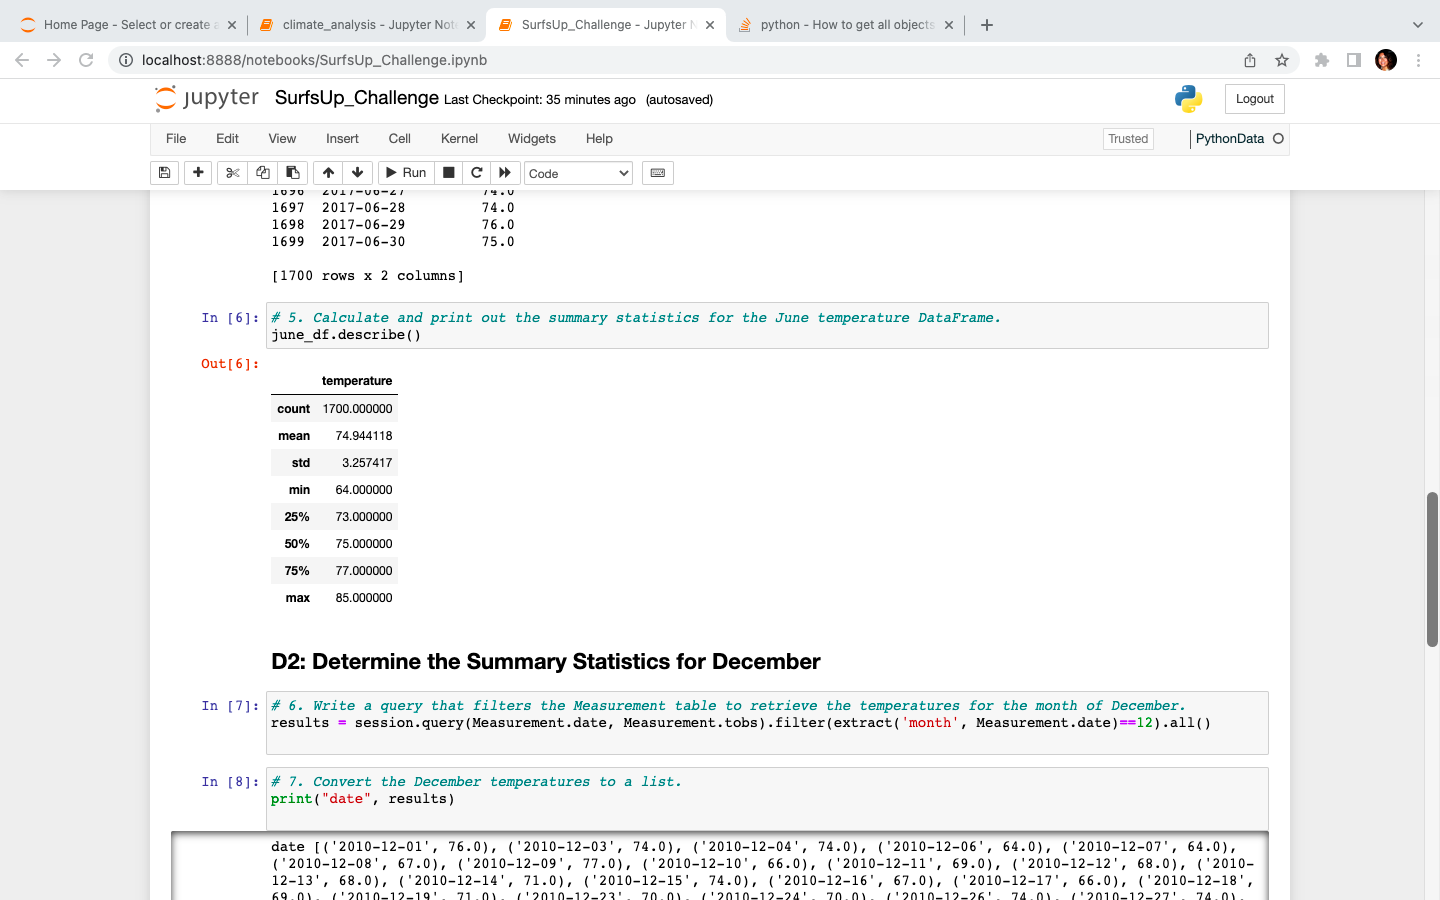 Home Page - Select or create a
climate_analysis - Jupyter Not
SurfsUp_Challenge - Jupyter N
python - How to get all objects
localhost:8888/notebooks/SurfsUp_Challenge.ipynb
jupyter SurfsUp_Challenge Last Checkpoint: 35 minutes ago (autosaved)
Logout
File Edit View Insert Cell Kernel Widgets Help
Trusted
PythonData
Run
Code
1696 2017-06-27 74.0
1697 2017-06-28 74.0
1698 2017-06-29 76.0
1699 2017-06-30 75.0
[1700 rows x 2 columns]
In [6]: # 5. Calculate and print out the summary statistics for the June temperature DataFrame.
june_df.describe()
Out[6]:
temperature
count 1700.000000
mean 74.944118
std 3.257417
min 64.000000
25% 73.000000
50% 75.000000
75% 77.000000
max 85.000000
D2: Determine the Summary Statistics for December
In [7]: # 6. Write a query that filters the Measurement table to retrieve the temperatures for the month of December.
results = session.query(Measurement.date, Measurement.tobs).filter(extract('month', Measurement.date)==12).all()
In [8]: # 7. Convert the December temperatures to a list.
print("date", results)
date [('2010-12-01', 76.0), ('2010-12-03', 74.0), ('2010-12-04', 74.0), ('2010-12-06', 64.0), ('2010-12-07', 64.0),
('2010-12-08', 67.0), ('2010-12-09', 77.0), ('2010-12-10', 66.0), ('2010-12-11', 69.0), ('2010-12-12', 68.0), ('2010-
12-13', 68.0), ('2010-12-14', 71.0), ('2010-12-15', 74.0), ('2010-12-16', 67.0), ('2010-12-17', 66.0), ('2010-12-18',
69.0), ('2010-12-19', 71.0), ('2010-12-23', 70.0), ('2010-12-24', 70.0), ('2010-12-26', 74.0), ('2010-12-27', 74.0),